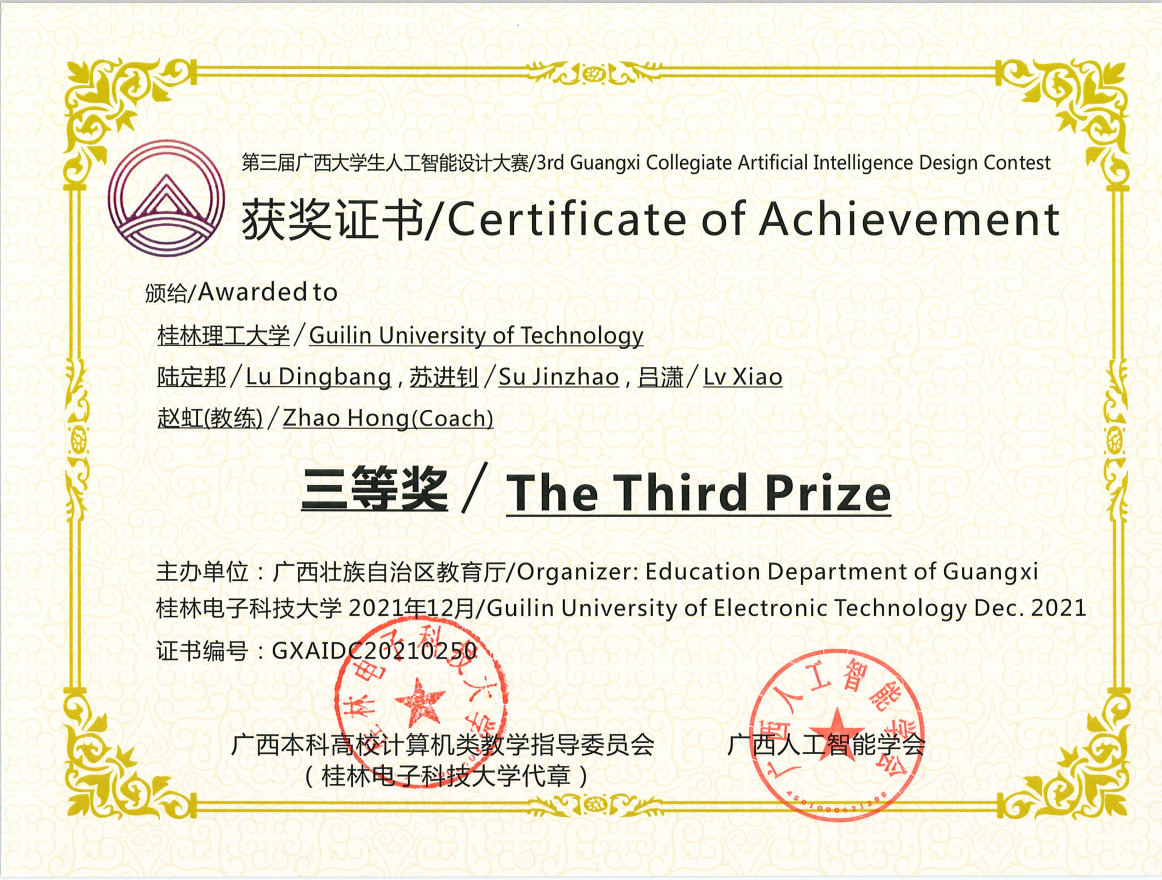 第三届广西大学生人工智能设计大赛/3rd Guangxi Collegiate Artificial Intelligence Design Contest
获奖证书/Certificate of Achievement
颁给/Awarded to
桂林理工大学/Guilin University of Technology
陆定邦/Lu Dingbang,苏进钊/Su Jinzhao,吕潇/Lv Xiao
赵虹(教练)/Zhao Hong(Coach)
三等奖/The Third Prize
主办单位:广西壮族自治区教育厅/Organizer: Education Department of Guangxi
桂林电子科技大学 2021年12月/Guilin University of Electronic Technology Dec. 2021
证书编号:GXAIDC20210250
桂林电子科技大学
广西人工智能学会
4501000621288
广西本科高校计算机类教学指导委员会
(桂林电子科技大学代章)
广西人工智能学会